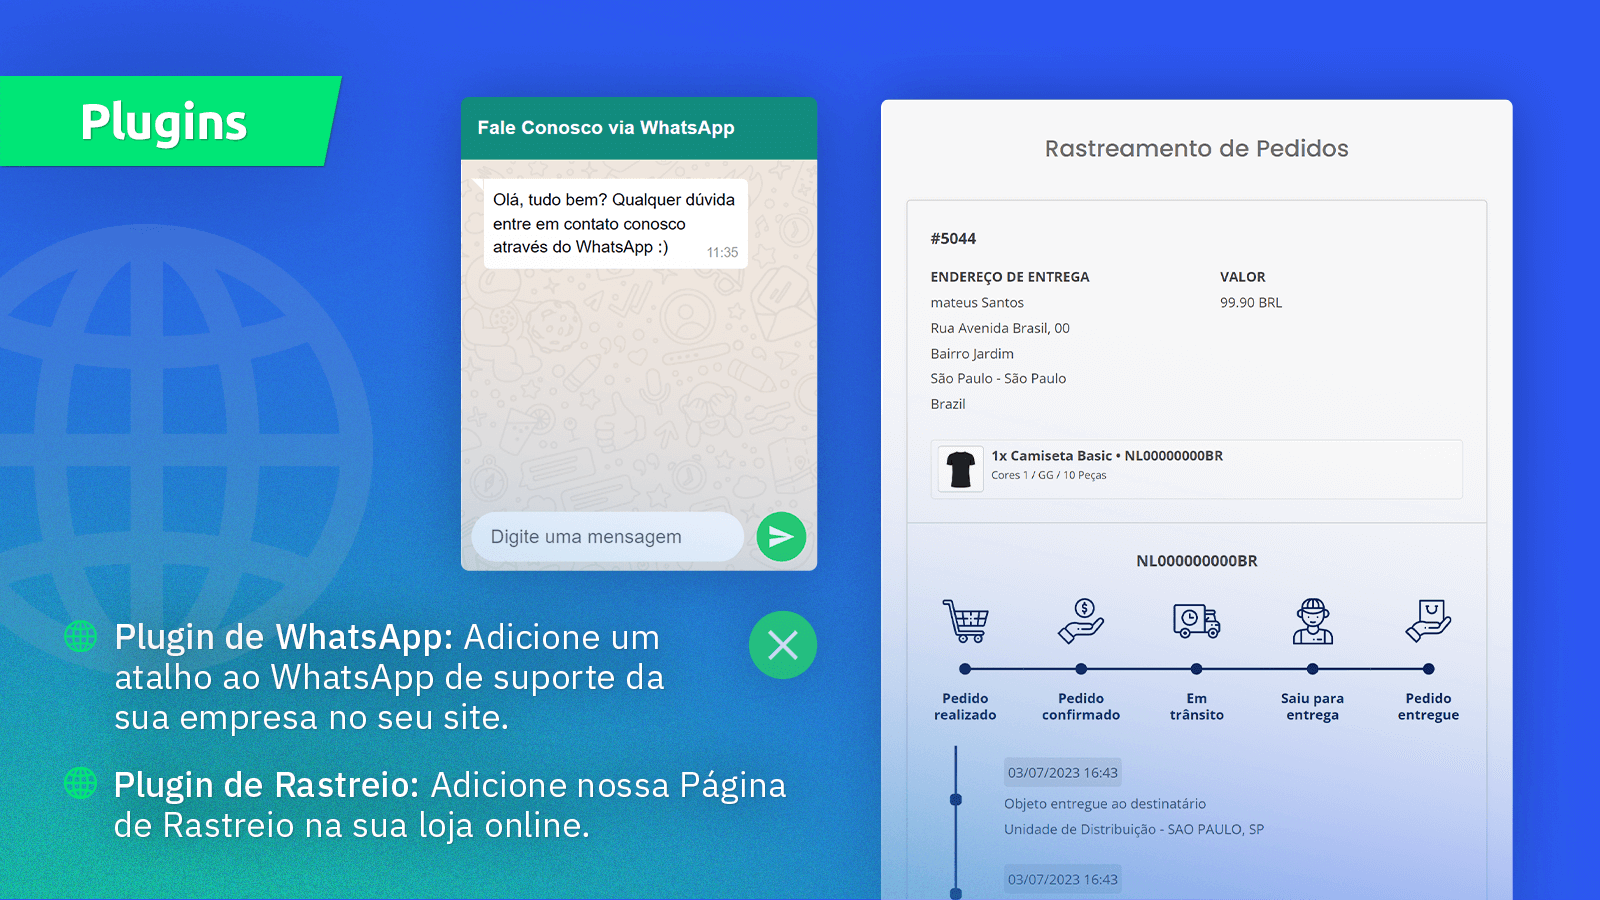 Plugins
Fale Conosco via WhatsApp
Olá, tudo bem? Qualquer dúvida
entre em contato conosco
através do WhatsApp :)
11:35
Digite uma mensagem
Plugin de WhatsApp: Adicione um
atalho ao WhatsApp de suporte da
sua empresa no seu site.
Plugin de Rastreio: Adicione nossa Página
de Rastreio na sua loja online.
Rastreamento de Pedidos
#5044
ENDEREÇO DE ENTREGA
mateus Santos
Rua Avenida Brasil, 00
Bairro Jardim
São Paulo - São Paulo
Brazil
VALOR
99.90 BRL
1x Camiseta Basic • NL00000000BR
Cores 1 / GG / 10 Peças
NL000000000BR
Pedido
realizado
Pedido
confirmado
Em
trânsito
Saiu para
entrega
Pedido
entregue
03/07/2023 16:43
Objeto entregue ao destinatário
Unidade de Distribuição - SAO PAULO, SP
03/07/2023 16:43